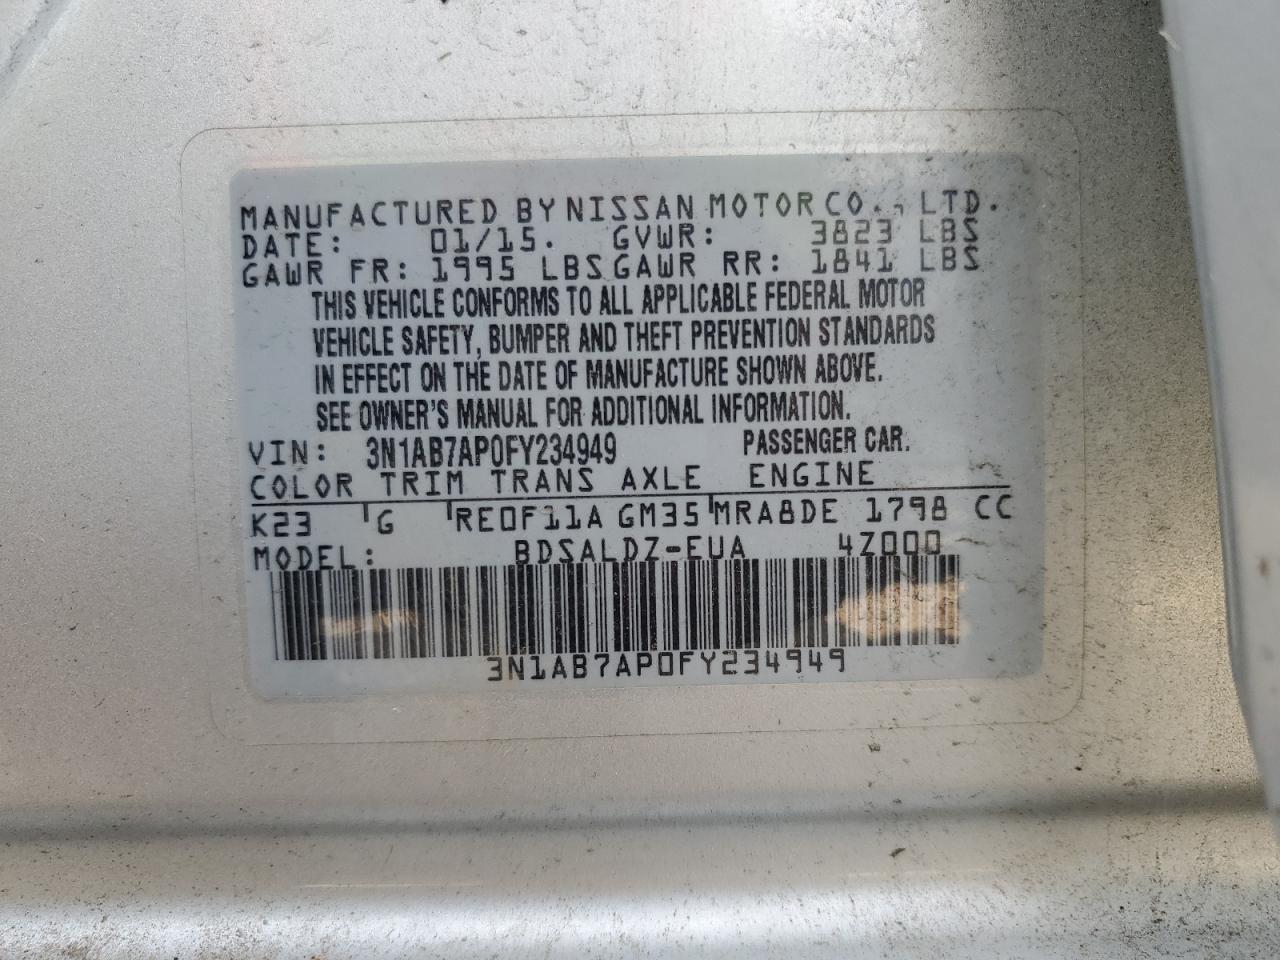 MANUFACTURED BY NISSAN MOTOR CO., LTD.
DATE: 01/15. GVWR: 3823 LBS
GAWR FR: 1995 LBS GAWR RR: 1841 LBS
THIS VEHICLE CONFORMS TO ALL APPLICABLE FEDERAL MOTOR
VEHICLE SAFETY, BUMPER AND THEFT PREVENTION STANDARDS
IN EFFECT ON THE DATE OF MANUFACTURE SHOWN ABOVE.
SEE OWNER'S MANUAL FOR ADDITIONAL INFORMATION.
VIN: 3N1AB7AP0FY234949 PASSENGER CAR.
COLOR TRIM TRANS AXLE ENGINE
K23 G RE0F11A GM35 MRA8DE 1798 CC
MODEL: BDSALDZ-EUA 4Z000
3N1AB7AP0FY234949